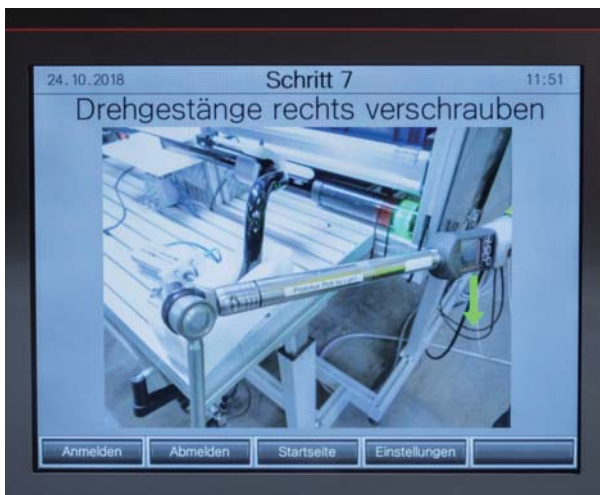 24.10.2018 Schritt 7 11:51
Drehgestänge rechts verschrauben
Anmelden Abmelden Startseite Einstellungen